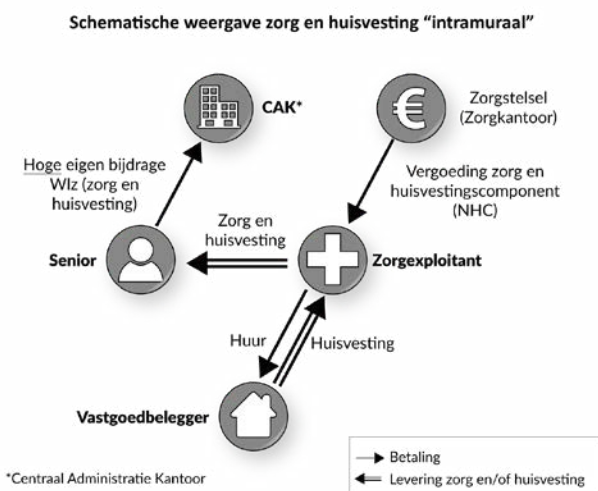 Schematische weergave zorg en huisvesting “intramuraal”
CAK*
Zorgstelsel
(Zorgkantoor)
Hoge eigen bijdrage
Wlz (zorg en
huisvesting)
Vergoeding zorg en
huisvestingscomponent
(NHC)
Zorg en
huisvesting
Senior
Zorgexploitant
Huur
Huisvesting
Vastgoedbelegger
Betaling
Levering zorg en/of huisvesting
*Centraal Administratie Kantoor